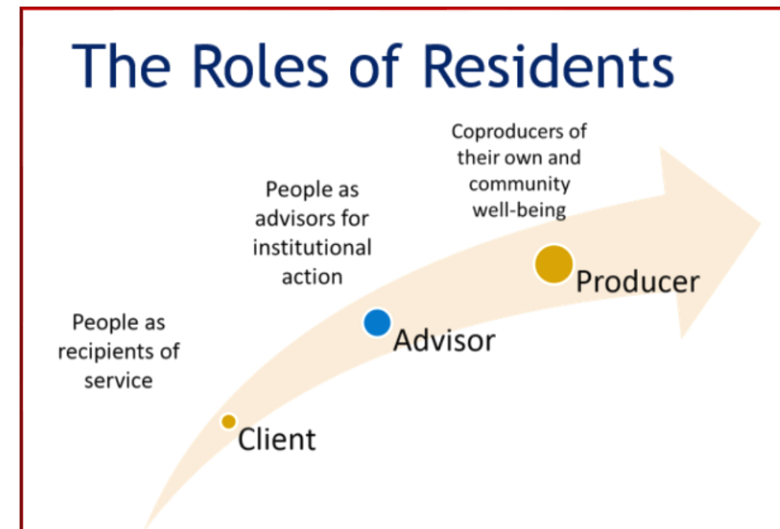 The Roles of Residents
Coproducers of
their own and
community
well-being
People as
advisors for
institutional
action
Producer
People as
recipients of
service
Advisor
Client